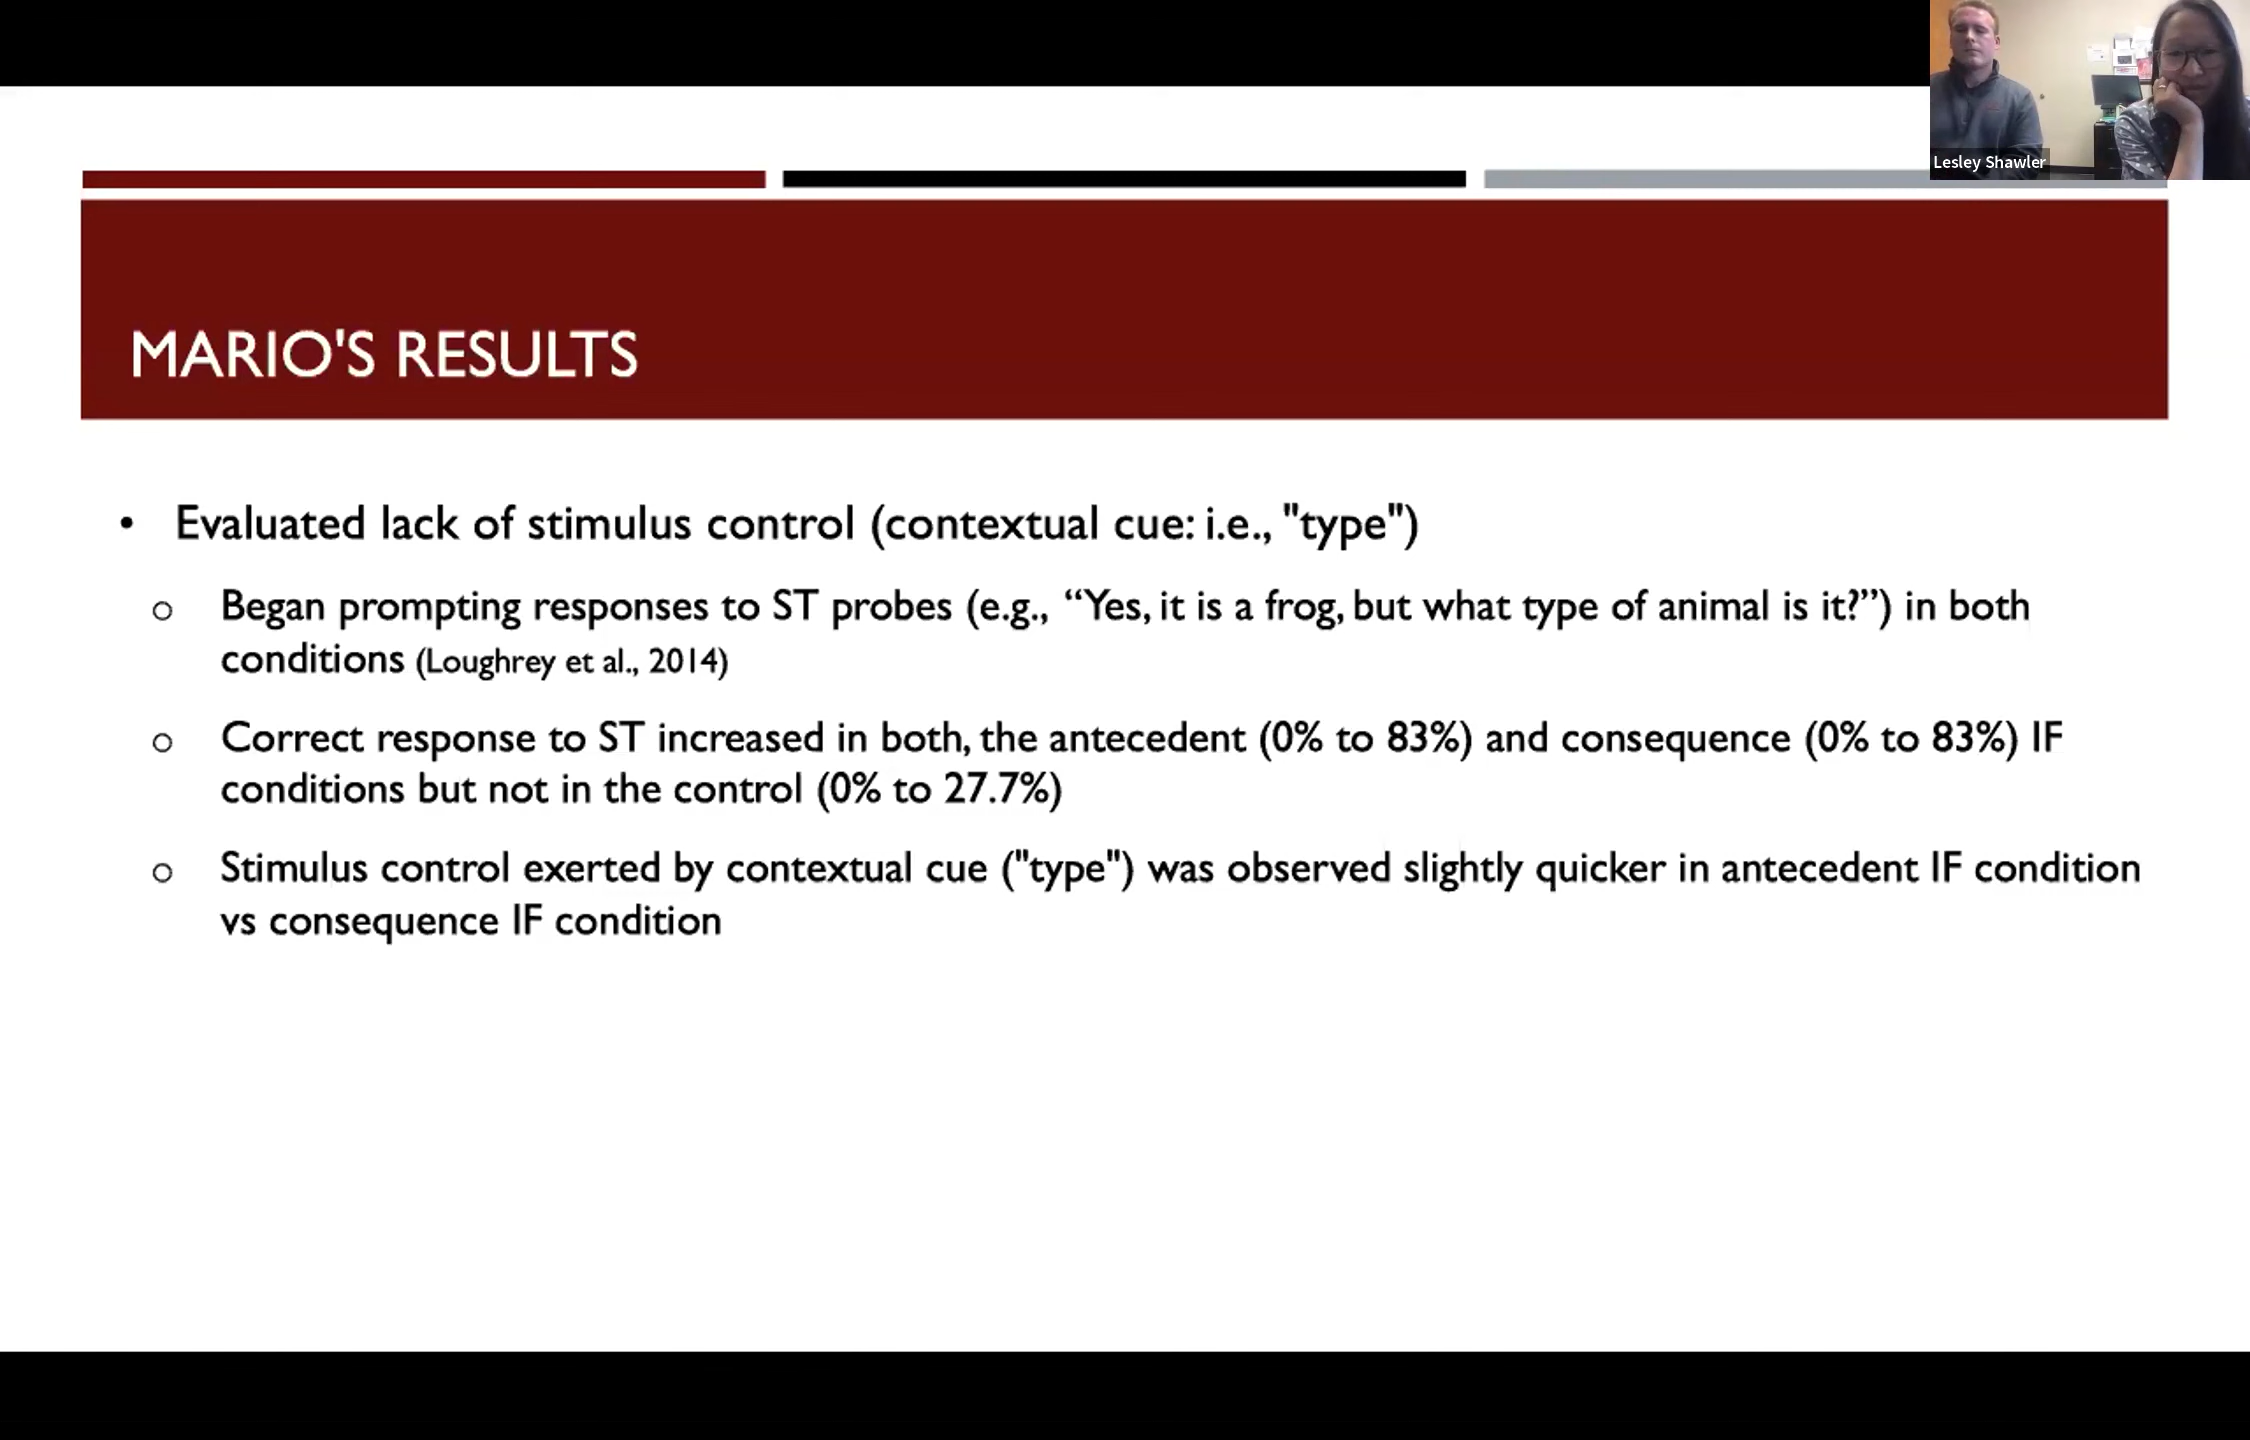 Lesley Shawler
MARIO'S RESULTS
• Evaluated lack of stimulus control (contextual cue: i.e., "type")
o Began prompting responses to ST probes (e.g., “Yes, it is a frog, but what type of animal is it?”) in both
conditions (Loughrey et al., 2014)
o Correct response to ST increased in both, the antecedent (0% to 83%) and consequence (0% to 83%) IF
conditions but not in the control (0% to 27.7%)
o Stimulus control exerted by contextual cue ("type") was observed slightly quicker in antecedent IF condition
vs consequence IF condition